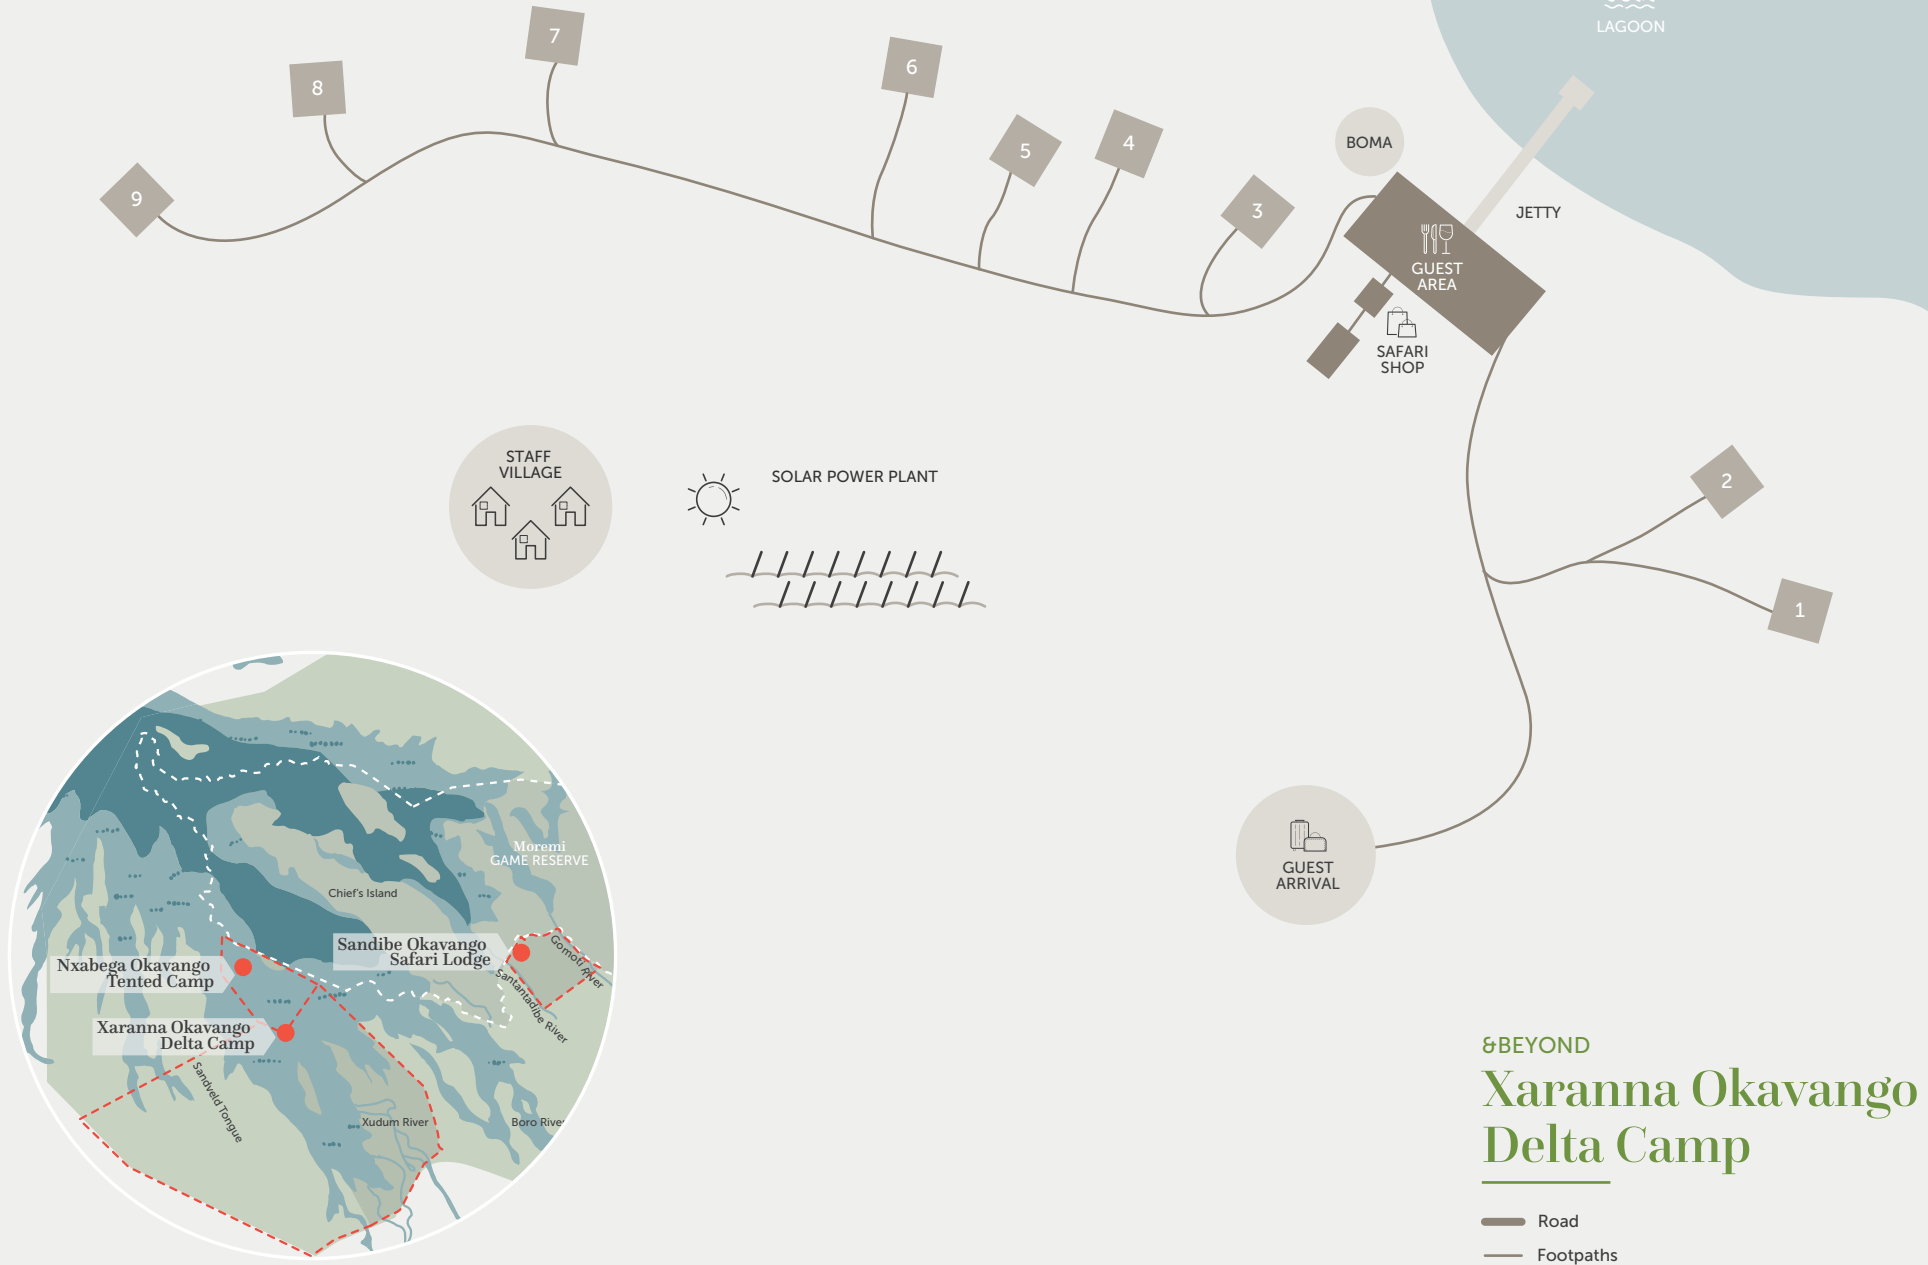 LAGOON
7
6
8
5
4
BOMA
9
3
JETTY
GUEST
AREA
SAFARI
SHOP
STAFF
VILLAGE
SOLAR POWER PLANT
2
1
GUEST
ARRIVAL
Moremi
GAME RESERVE
Chief's Island
Sandibe Okavango
Safari Lodge
Gomoti River
Nxabega Okavango
Tented Camp
Santantadibe River
Xaranna Okavango
Delta Camp
Sandveld Tongue
Xudum River
Boro River
&BEYOND
Xaranna Okavango
Delta Camp
Road
Footpaths